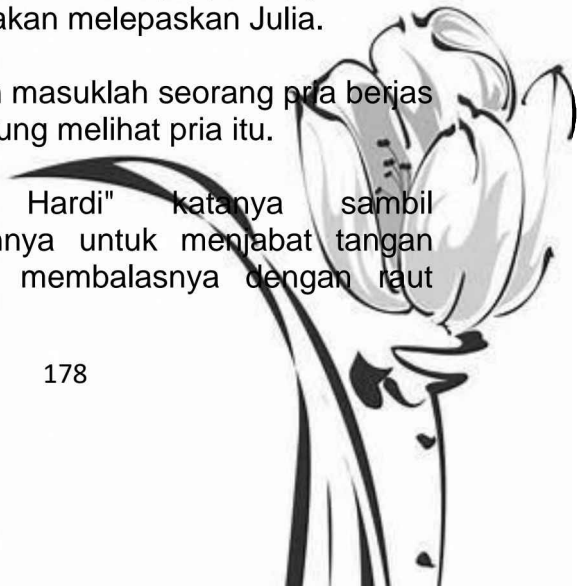 akan melepaskan Julia.
masuklah seorang pria berjas
ung melihat pria itu.
Hardi" katanya sambil
nya untuk menjabat tangan
membalasnya dengan raut
178